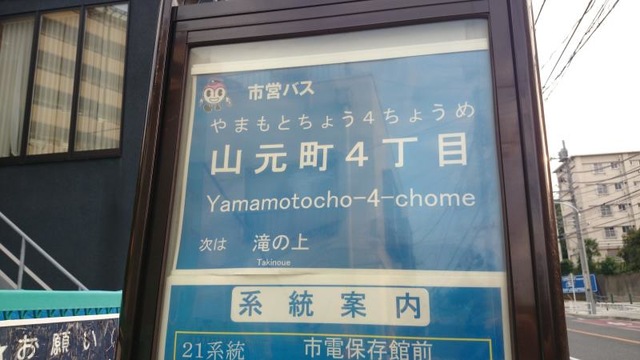 市営バス
やまもとちょう4ちょうめ
山元町4丁目
Yamamotocho-4-chome
次は 滝の上
Takinoue
系統案内
21系統 市電保存館前
お願い